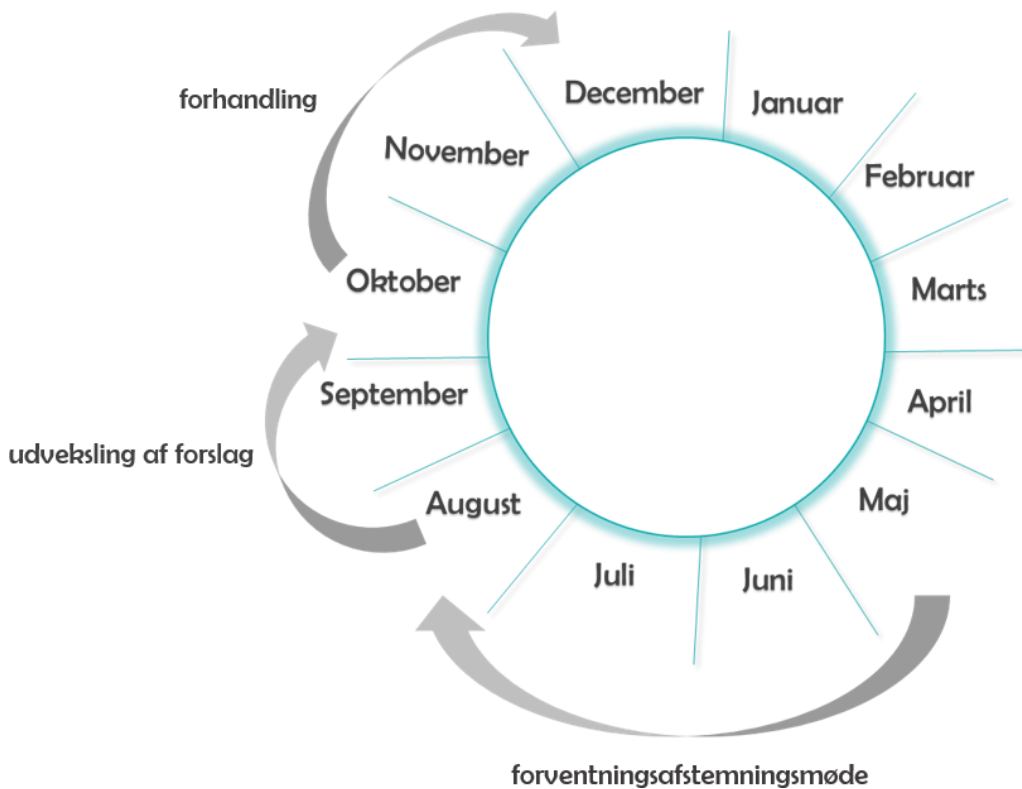 December
Januar
forhandling
November
Februar
Oktober
Marts
September
April
udveksling af forslag
August
Maj
Juli
Juni
forventningsafstemningsmøde